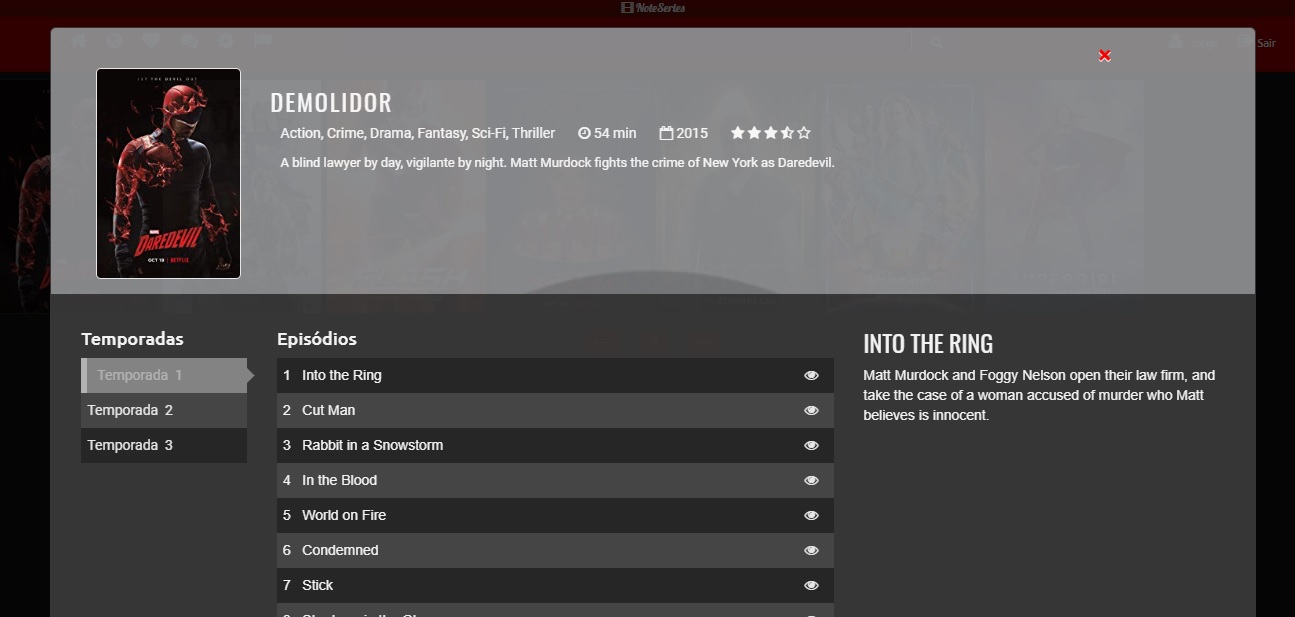 NoteSeries
Sair
LET THE DEVIL OUT
MARVEL
DAREDEVIL
OCT 19 | NETFLIX
DEMOLIDOR
Action, Crime, Drama, Fantasy, Sci-Fi, Thriller 54 min 2015
A blind lawyer by day, vigilante by night. Matt Murdock fights the crime of New York as Daredevil.
Temporadas
Temporada 1
Temporada 2
Temporada 3
Episódios
1 Into the Ring
2 Cut Man
3 Rabbit in a Snowstorm
4 In the Blood
5 World on Fire
6 Condemned
7 Stick
INTO THE RING
Matt Murdock and Foggy Nelson open their law firm, and
take the case of a woman accused of murder who Matt
believes is innocent.